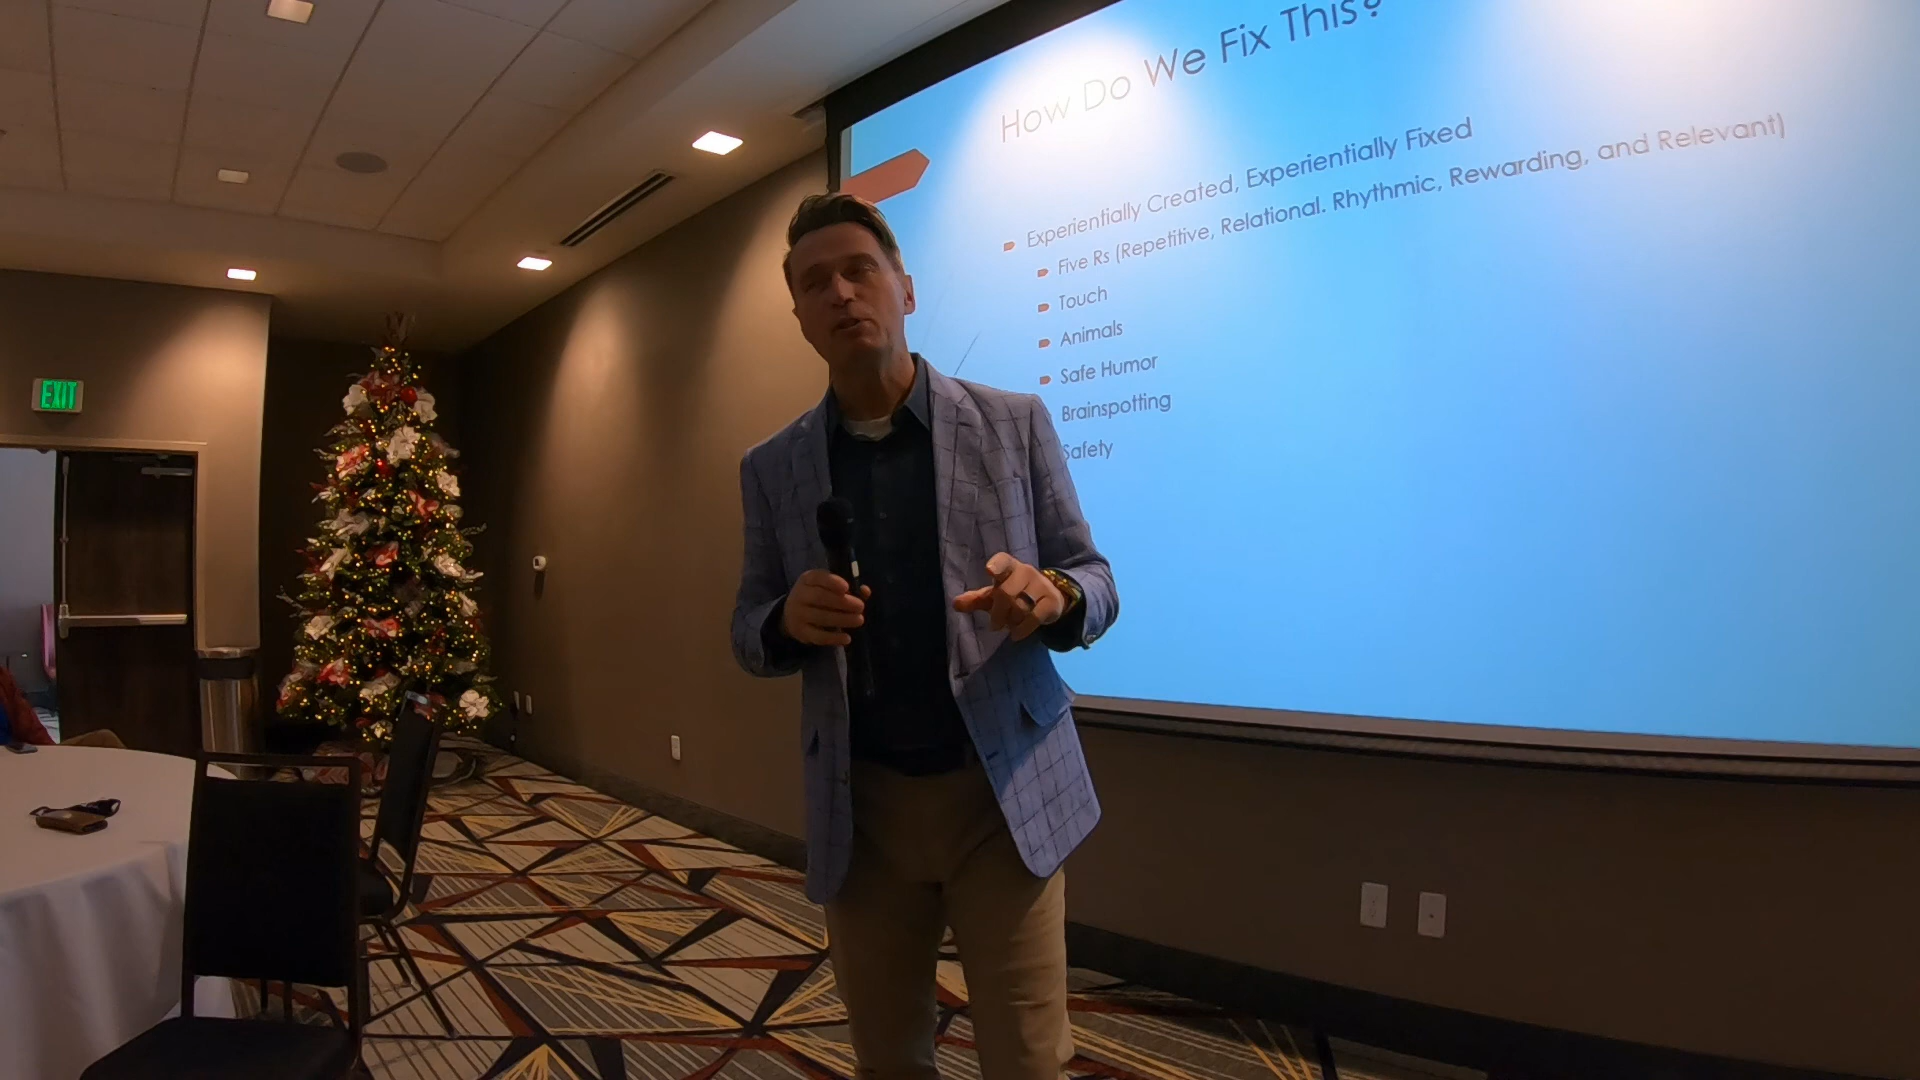 How Do We Fix This?
Experientially Created, Experientially Fixed
Five Rs (Repetitive, Relational. Rhythmic, Rewarding, and Relevant)
Touch
Animals
Safe Humor
Brainspotting
Safety
EXIT